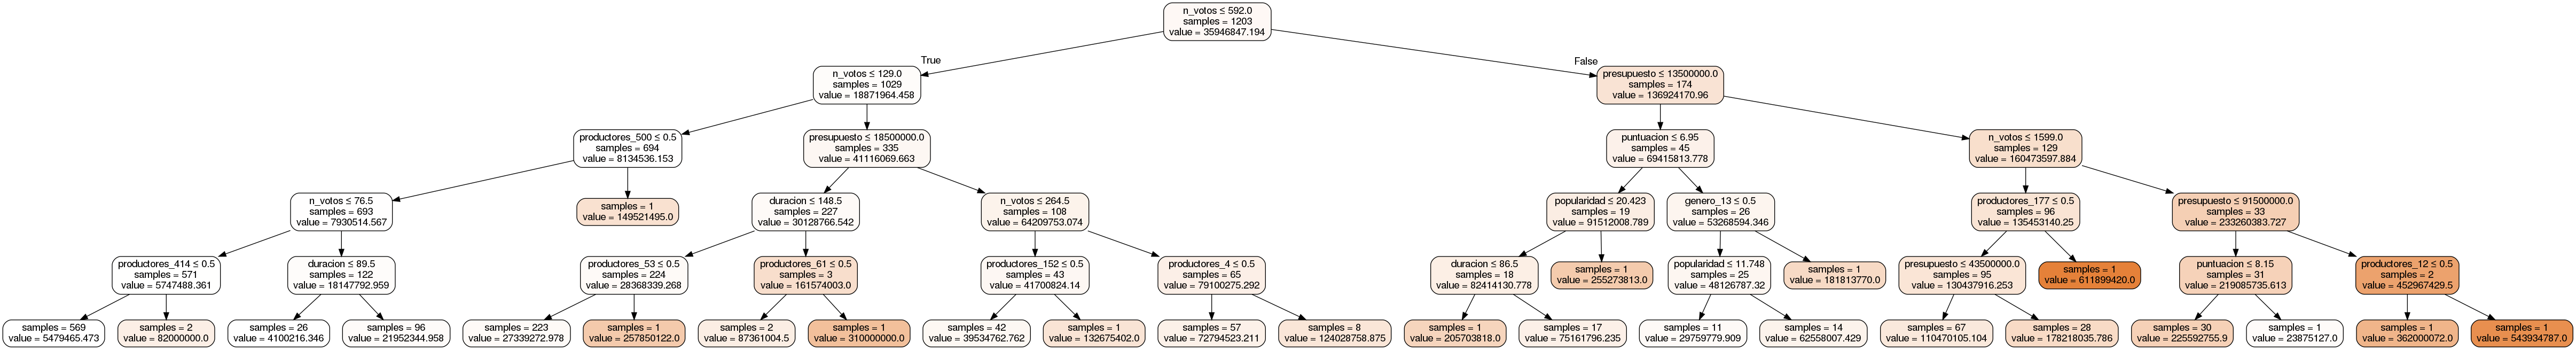 n_votos ≤ 592.0
samples = 1203
value = 35946847.194
True
False
n_votos ≤ 129.0
samples = 1029
value = 18871964.458
presupuesto ≤ 13500000.0
samples = 174
value = 136924170.96
productores_500 ≤ 0.5
samples = 694
value = 8134536.153
presupuesto ≤ 18500000.0
samples = 335
value = 41116069.663
puntuacion ≤ 6.95
samples = 45
value = 69415813.778
n_votos ≤ 1599.0
samples = 129
value = 160473597.884
n_votos ≤ 76.5
samples = 693
value = 7930514.567
samples = 1
value = 149521495.0
duracion ≤ 148.5
samples = 227
value = 30128766.542
n_votos ≤ 264.5
samples = 108
value = 64209753.074
popularidad ≤ 20.423
samples = 19
value = 91512008.789
genero_13 ≤ 0.5
samples = 26
value = 53268594.346
productores_177 ≤ 0.5
samples = 96
value = 135453140.25
presupuesto ≤ 91500000.0
samples = 33
value = 233260383.727
productores_414 ≤ 0.5
samples = 571
value = 5747488.361
duracion ≤ 89.5
samples = 122
value = 18147792.959
productores_53 ≤ 0.5
samples = 224
value = 28368339.268
productores_61 ≤ 0.5
samples = 3
value = 161574003.0
productores_152 ≤ 0.5
samples = 43
value = 41700824.14
productores_4 ≤ 0.5
samples = 65
value = 79100275.292
duracion ≤ 86.5
samples = 18
value = 82414130.778
samples = 1
value = 255273813.0
popularidad ≤ 11.748
samples = 25
value = 48126787.32
samples = 1
value = 181813770.0
presupuesto ≤ 43500000.0
samples = 95
value = 130437916.253
samples = 1
value = 611899420.0
puntuacion ≤ 8.15
samples = 31
value = 219085735.613
productores_12 ≤ 0.5
samples = 2
value = 452967429.5
samples = 569
value = 5479465.473
samples = 2
value = 82000000.0
samples = 26
value = 4100216.346
samples = 96
value = 21952344.958
samples = 223
value = 27339272.978
samples = 1
value = 257850122.0
samples = 2
value = 87361004.5
samples = 1
value = 310000000.0
samples = 42
value = 39534762.762
samples = 1
value = 132675402.0
samples = 57
value = 72794523.211
samples = 8
value = 124028758.875
samples = 1
value = 205703818.0
samples = 17
value = 75161796.235
samples = 11
value = 29759779.909
samples = 14
value = 62558007.429
samples = 67
value = 110470105.104
samples = 28
value = 178218035.786
samples = 30
value = 225592755.9
samples = 1
value = 23875127.0
samples = 1
value = 362000072.0
samples = 1
value = 543934787.0